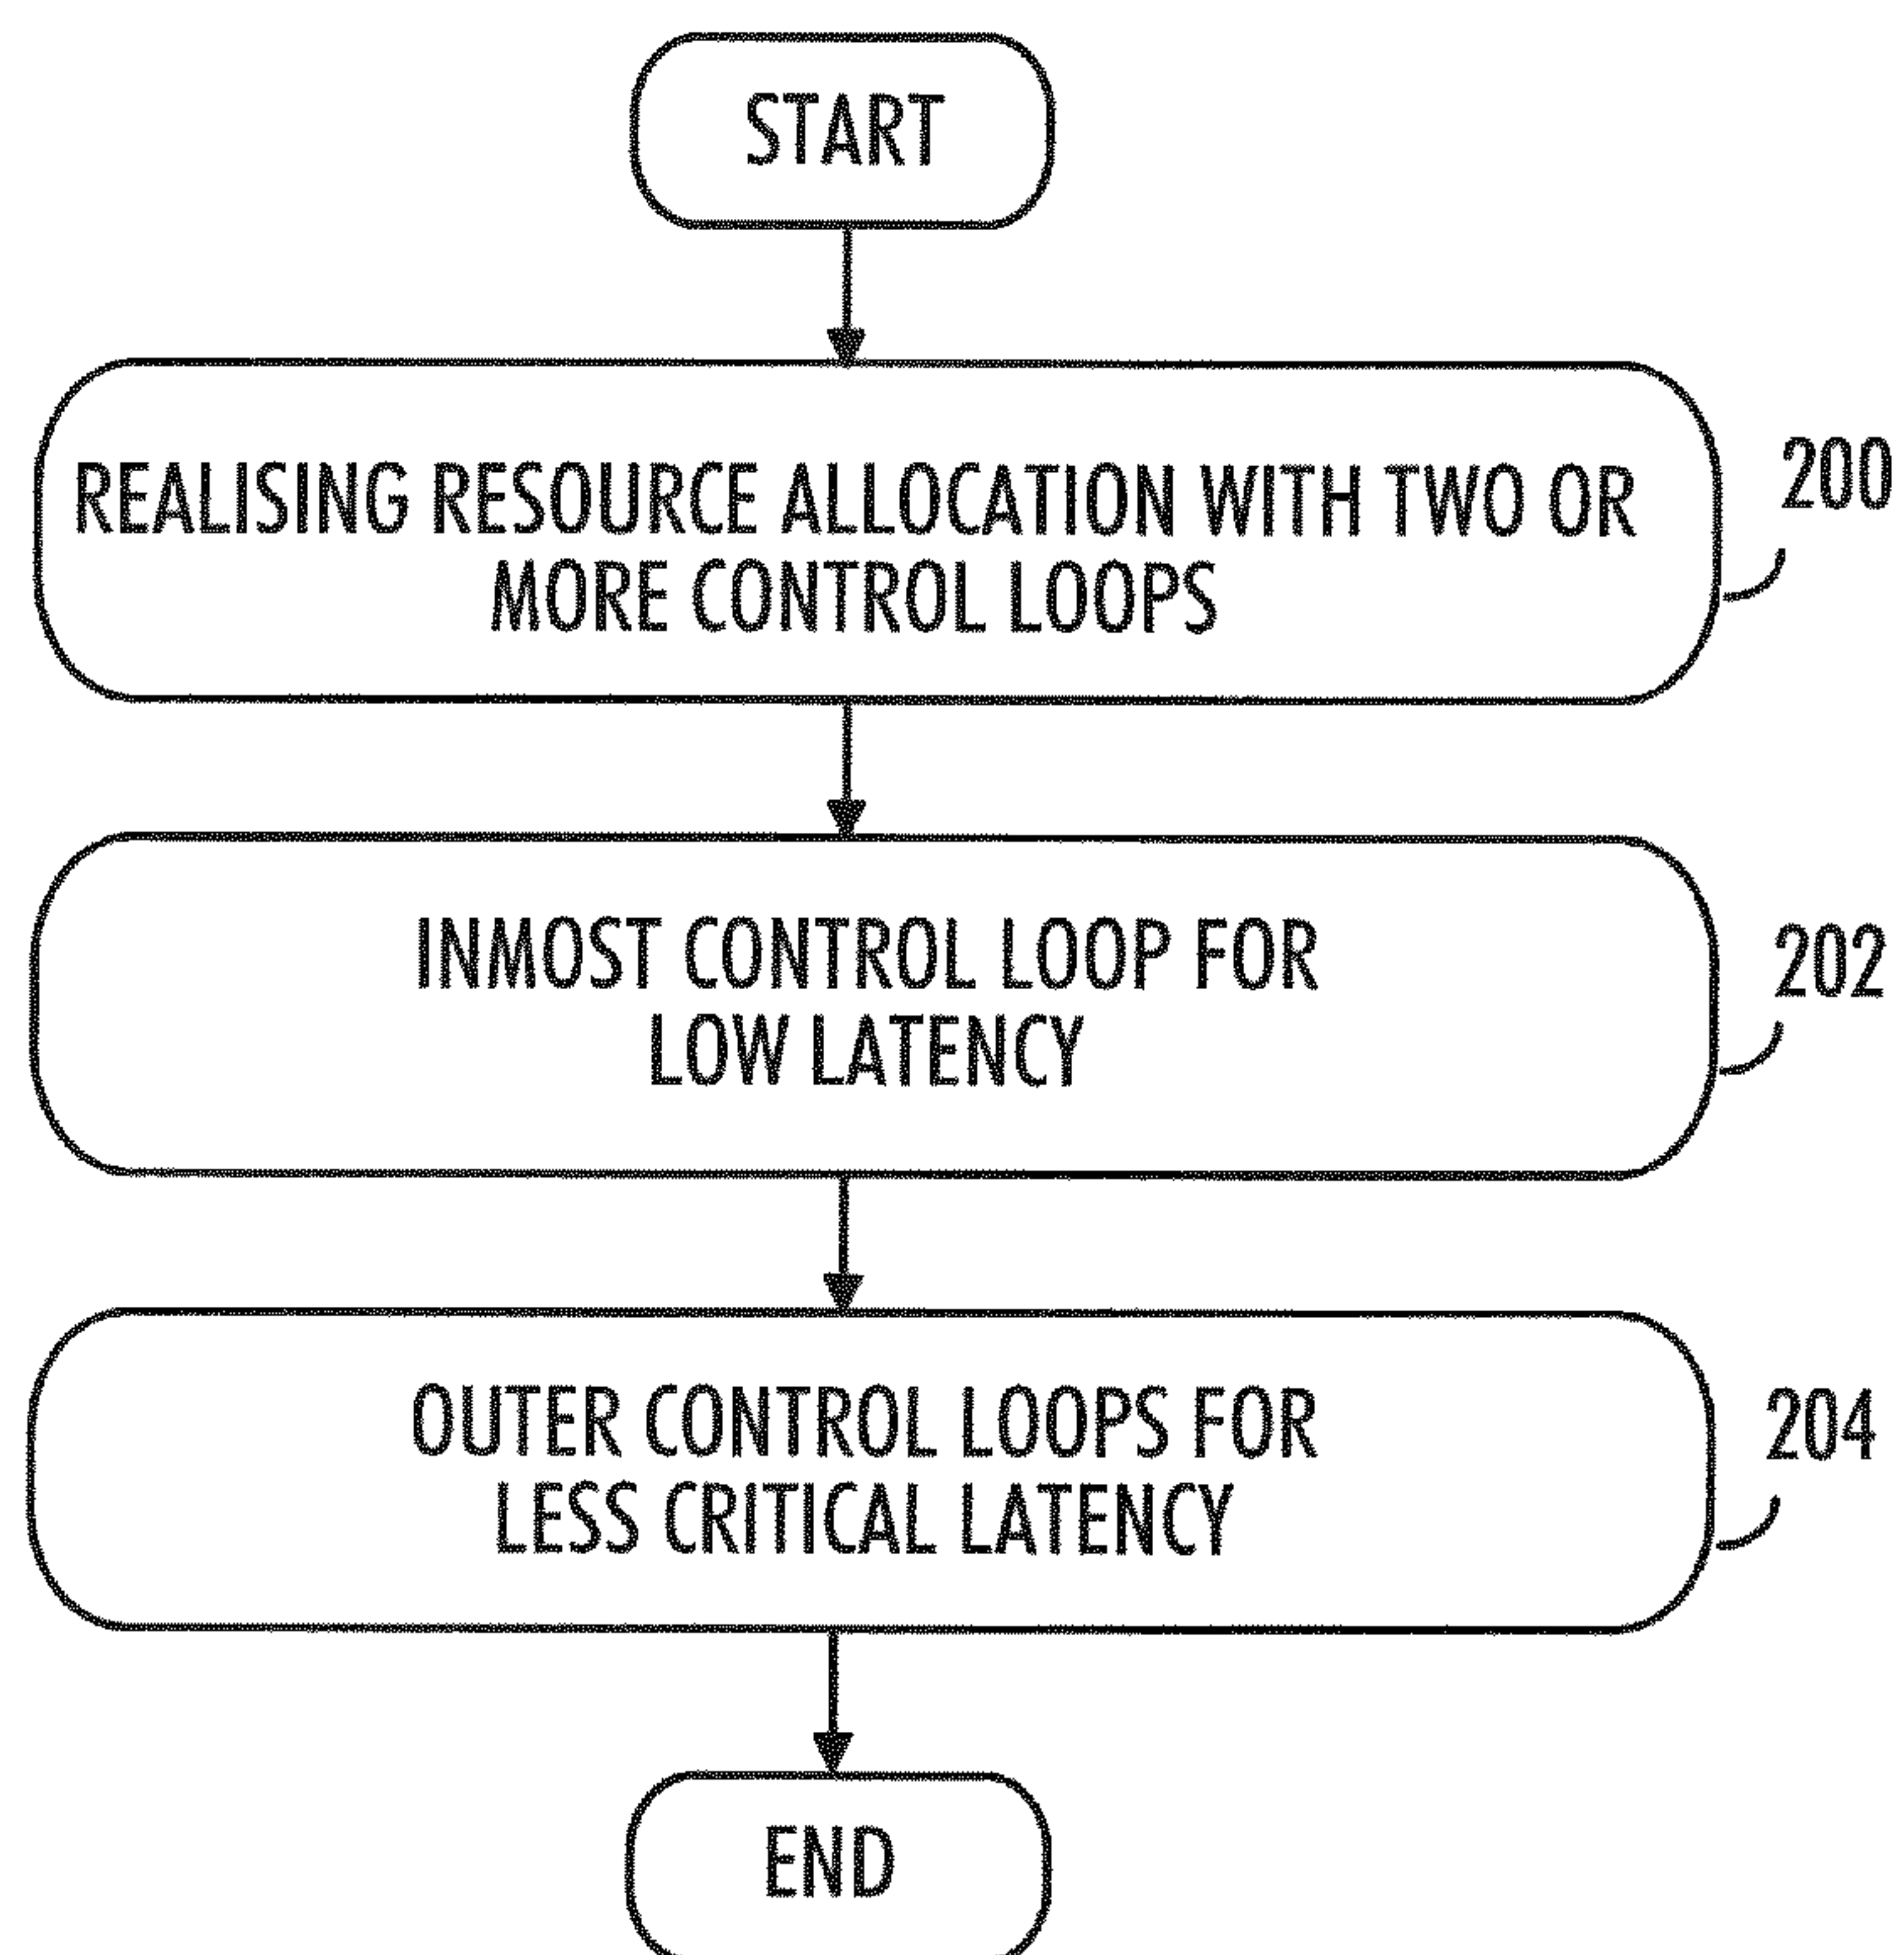 START
REALISING RESOURCE ALLOCATION WITH TWO OR
MORE CONTROL LOOPS
200
INMOST CONTROL LOOP FOR
LOW LATENCY
202
OUTER CONTROL LOOPS FOR
LESS CRITICAL LATENCY
204
END